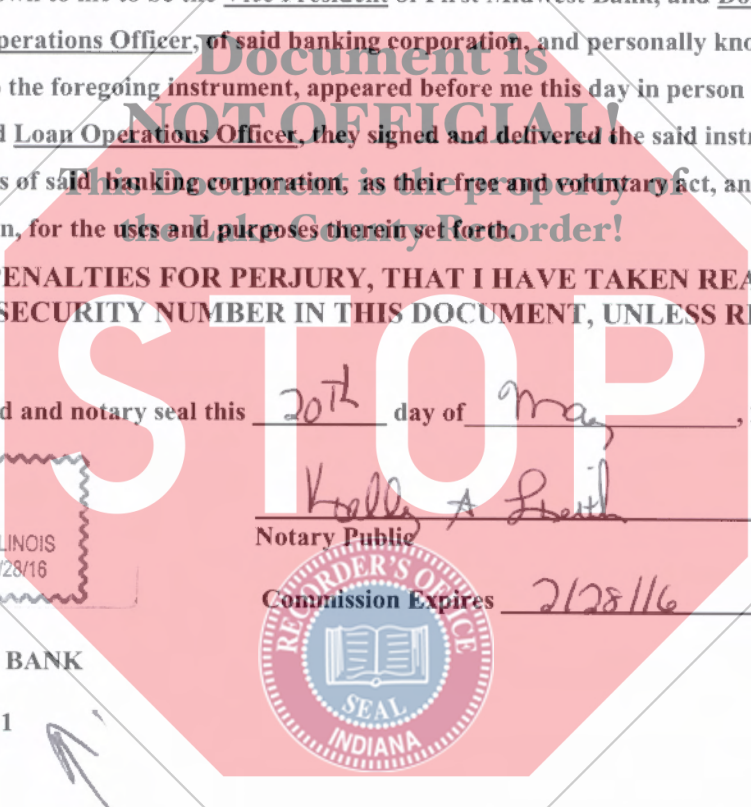 own to me to be the Vice President of First Midwest Bank, and Do
perations Officer, of said banking corporation, and personally kno
Document is
the foregoing instrument, appeared before me this day in person
NOT OFFICIAL!
d Loan Operations Officer, they signed and delivered the said instr
This Document is the property of
s of said banking corporation, as their free and voluntary act, an
the Lake County Recorder!
n, for the uses and purposes therein set forth.
PENALTIES FOR PERJURY, THAT I HAVE TAKEN REA
SECURITY NUMBER IN THIS DOCUMENT, UNLESS RE
STOP
d and notary seal this 20th day of May,
Kelly A
Notary Public
LINOIS
/28/16
Commission Expires 2/28/16
RECORDER'S OFFICE
SEAL
INDIANA
BANK
1